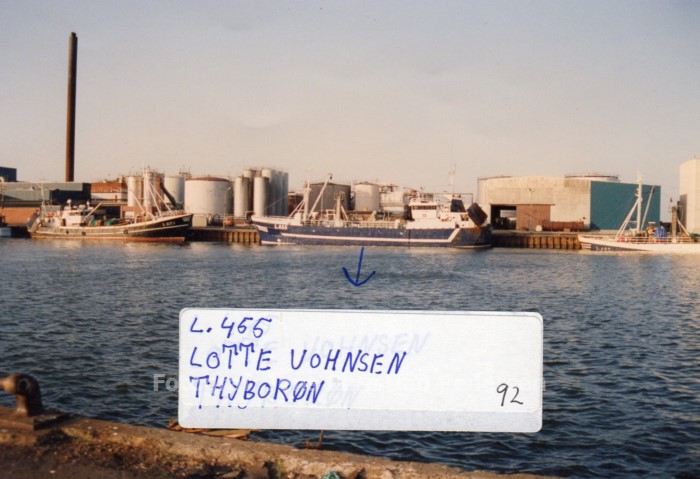 L. 455
LOTTE VOHNSEN
THYBORØN
92